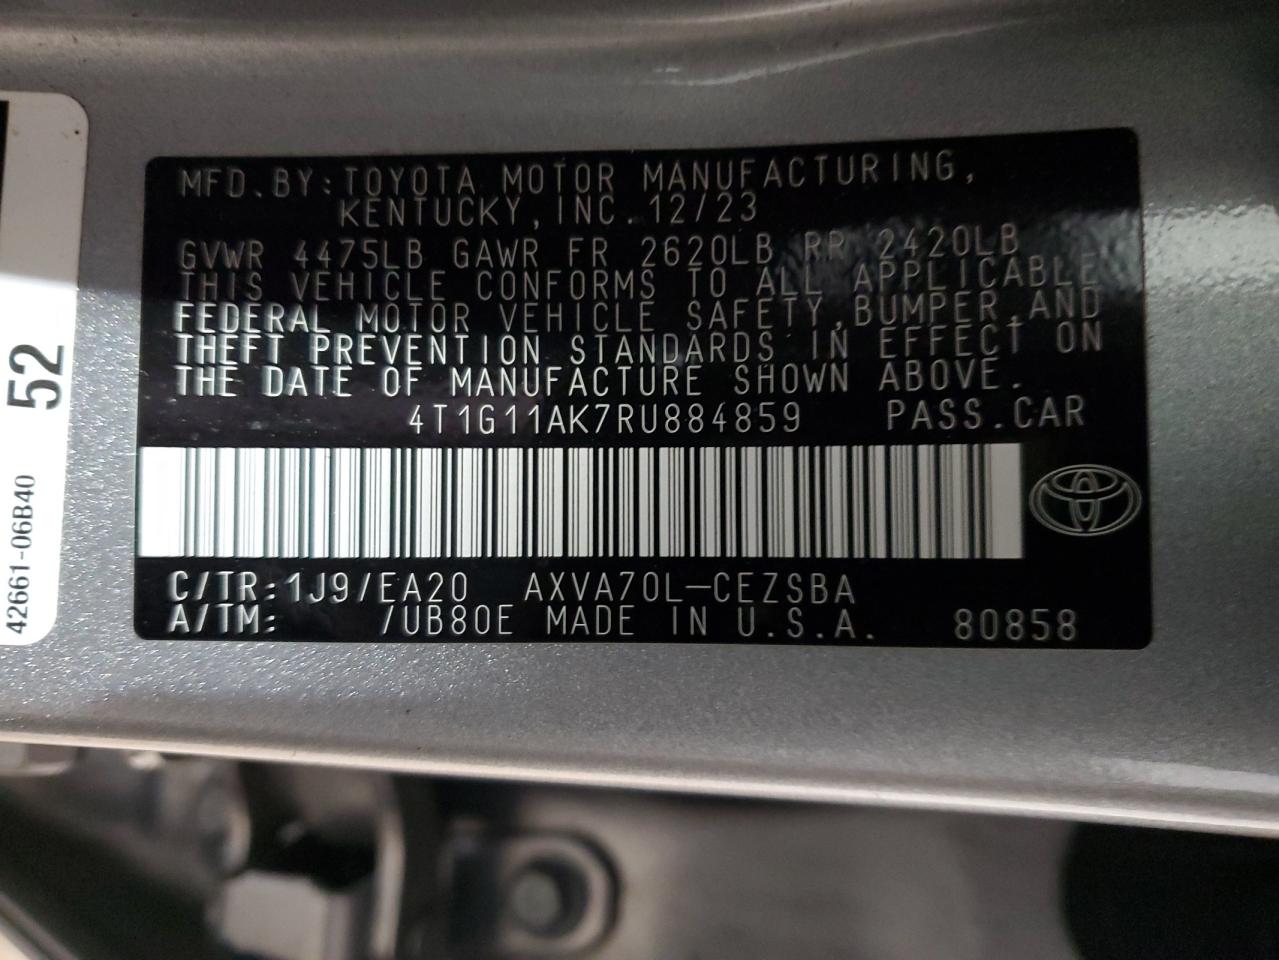 MFD.BY:TOYOTA MOTOR MANUFACTURING,
KENTUCKY,INC.12/23
GVWR 4475LB GAWR FR 2620LB RR 2420LB
THIS VEHICLE CONFORMS TO ALL APPLICABLE
FEDERAL MOTOR VEHICLE SAFETY,BUMPER,AND
THEFT PREVENTION STANDARDS IN EFFECT ON
THE DATE OF MANUFACTURE SHOWN ABOVE.
4T1G11AK7RU884859 PASS.CAR
C/TR:1J9/EA20 AXVA70L-CEZSBA
A/TM: /UB80E MADE IN U.S.A. 80858
52
42661-06B40